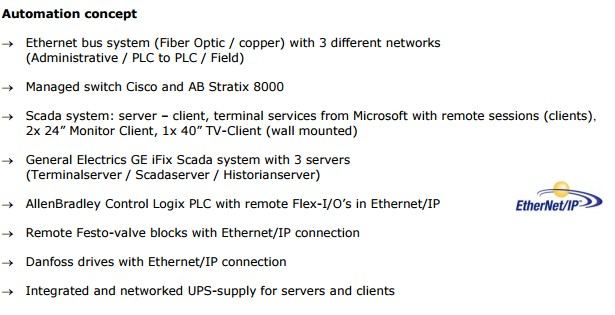 Automation concept
→ Ethernet bus system (Fiber Optic / copper) with 3 different networks
(Administrative / PLC to PLC / Field)
→ Managed switch Cisco and AB Stratix 8000
→ Scada system: server – client, terminal services from Microsoft with remote sessions (clients),
2x 24” Monitor Client, 1x 40” TV-Client (wall mounted)
→ General Electrics GE iFix Scada system with 3 servers
(Terminalserver / Scadaserver / Historianserver)
→ AllenBradley Control Logix PLC with remote Flex-I/O’s in Ethernet/IP
EtherNet/IP™
→ Remote Festo-valve blocks with Ethernet/IP connection
→ Danfoss drives with Ethernet/IP connection
→ Integrated and networked UPS-supply for servers and clients